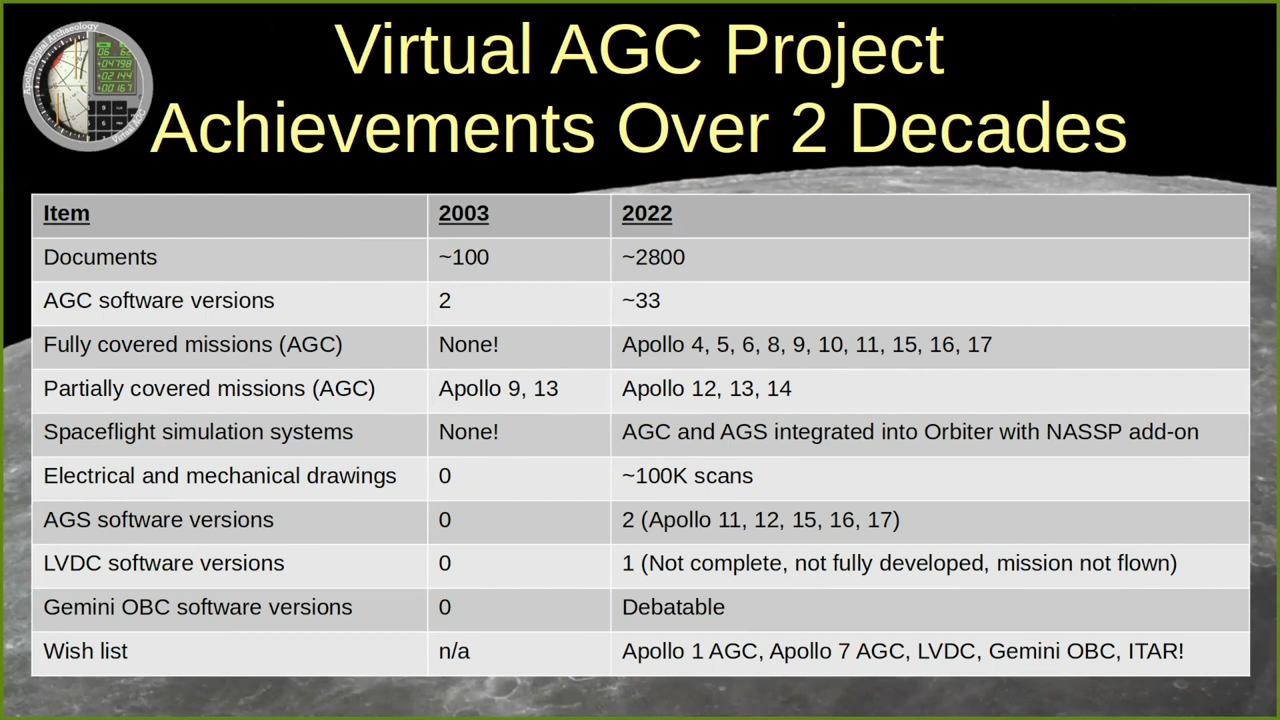 Apollo Digital Archaeology
Virtual AGC
Virtual AGC Project
Achievements Over 2 Decades
Item 2003 2022
Documents ~100 ~2800
AGC software versions 2 ~33
Fully covered missions (AGC) None! Apollo 4, 5, 6, 8, 9, 10, 11, 15, 16, 17
Partially covered missions (AGC) Apollo 9, 13 Apollo 12, 13, 14
Spaceflight simulation systems None! AGC and AGS integrated into Orbiter with NASSP add-on
Electrical and mechanical drawings 0 ~100K scans
AGS software versions 0 2 (Apollo 11, 12, 15, 16, 17)
LVDC software versions 0 1 (Not complete, not fully developed, mission not flown)
Gemini OBC software versions 0 Debatable
Wish list n/a Apollo 1 AGC, Apollo 7 AGC, LVDC, Gemini OBC, ITAR!